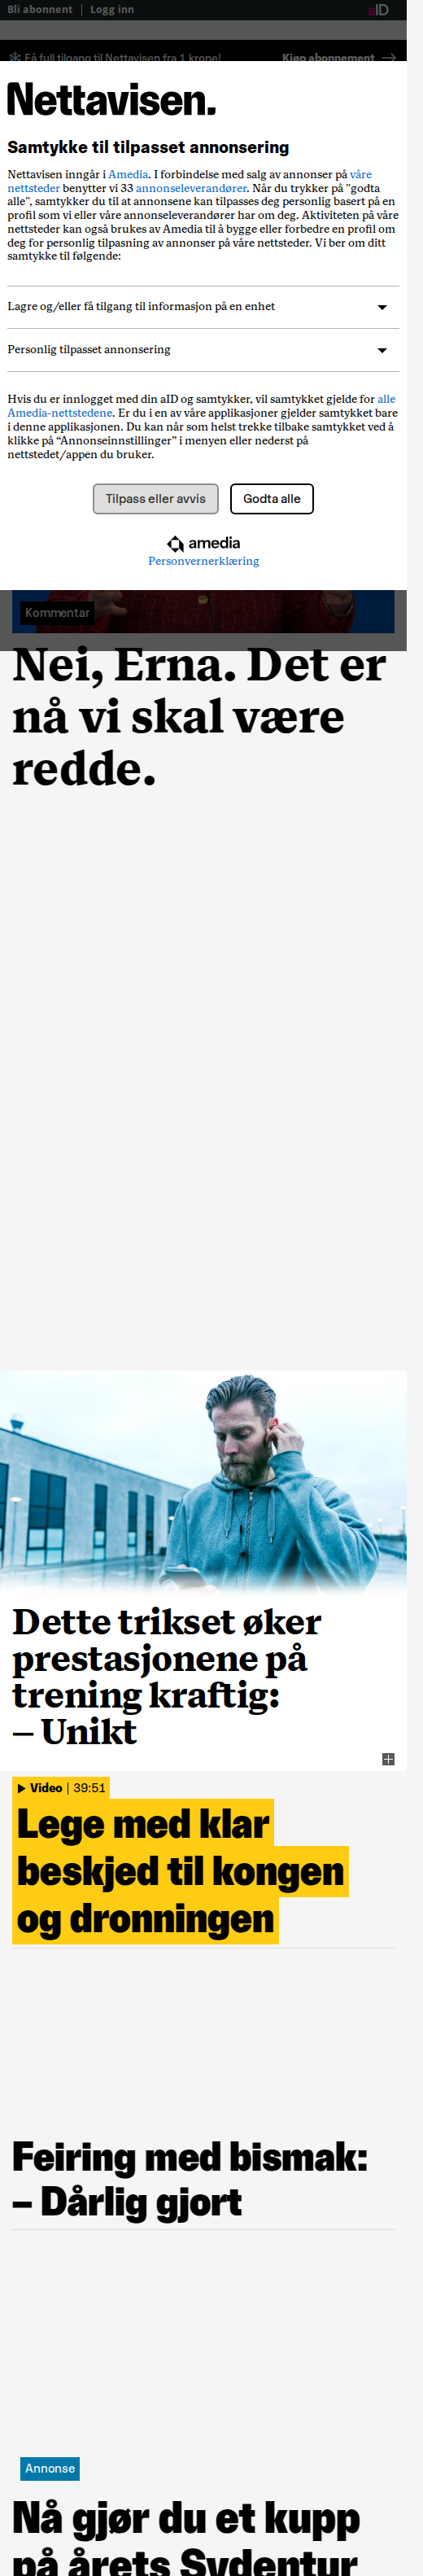 Bli abonnent | Logg inn
aID
Få full tilgang til Nettavisen fra 1 krone!
Kjøp abonnement
Nettavisen.
Samtykke til tilpasset annonsering
Nettavisen inngår i Amedia. I forbindelse med salg av annonser på våre
nettsteder benytter vi 33 annonseleverandører. Når du trykker på "godta
alle", samtykker du til at annonsene kan tilpasses deg personlig basert på en
profil som vi eller våre annonseleverandører har om deg. Aktiviteten på våre
nettsteder kan også brukes av Amedia til å bygge eller forbedre en profil om
deg for personlig tilpasning av annonser på våre nettsteder. Vi ber om ditt
samtykke til følgende:
Lagre og/eller få tilgang til informasjon på en enhet
Personlig tilpasset annonsering
Hvis du er innlogget med din aID og samtykker, vil samtykket gjelde for alle
Amedia-nettstedene. Er du i en av våre applikasjoner gjelder samtykket bare
i denne applikasjonen. Du kan når som helst trekke tilbake samtykket ved å
klikke på “Annonseinnstillinger” i menyen eller nederst på
nettstedet/appen du bruker.
Tilpass eller avvis
Godta alle
amedia
Personvernerklæring
Kommentar
Nei, Erna. Det er
nå vi skal være
redde.
Dette trikset øker
prestasjonene på
trening kraftig:
– Unikt
Video | 39:51
Lege med klar
beskjed til kongen
og dronningen
Feiring med bismak:
– Dårlig gjort
Annonse
Nå gjør du et kupp
på årets Sydentur